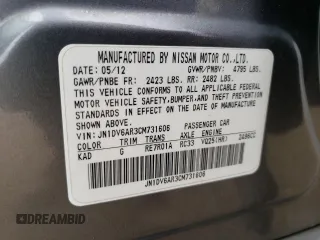 MANUFACTURED BY NISSAN MOTOR CO.,LTD.
DATE: 05/12 GVWR/PNBV: 4795 LBS.
GAWR/PNBE FR: 2423 LBS. RR: 2482 LBS.
THIS VEHICLE CONFORMS TO ALL APPLICABLE FEDERAL
MOTOR VEHICLE SAFETY,BUMPER,AND THEFT PREVENTION
STANDARDS IN EFFECT ON THE DATE OF MANUFACTURE
SHOWN ABOVE.
VIN: JN1DV6AR3CM731606 PASSENGER CAR
COLOR TRIM TRANS AXLE ENGINE
KAD G RE7R01A RC33 VQ25(HR)
JN1DV6AR3CM731606
DREAMBID